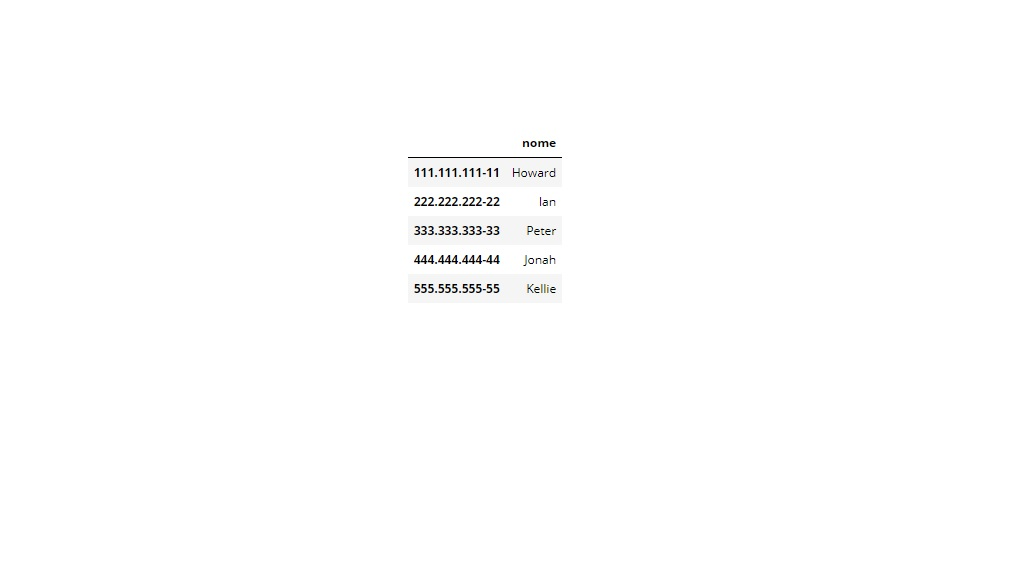 nome
111.111.111-11 Howard
222.222.222-22 Ian
333.333.333-33 Peter
444.444.444-44 Jonah
555.555.555-55 Kellie